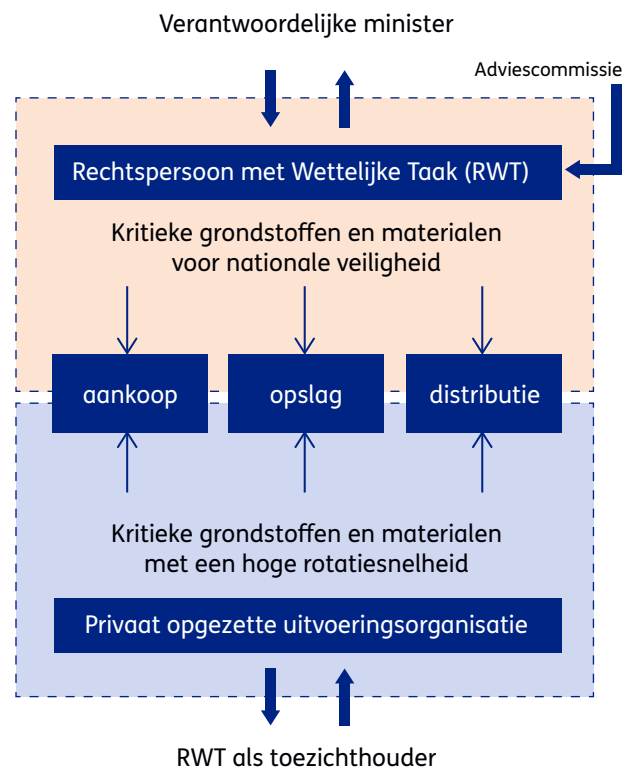 Verantwoordelijke minister
Adviescommissie
Rechtspersoon met Wettelijke Taak (RWT)
Kritieke grondstoffen en materialen
voor nationale veiligheid
aankoop
opslag
distributie
Kritieke grondstoffen en materialen
met een hoge rotatiesnelheid
Privaat opgezette uitvoeringsorganisatie
RWT als toezichthouder